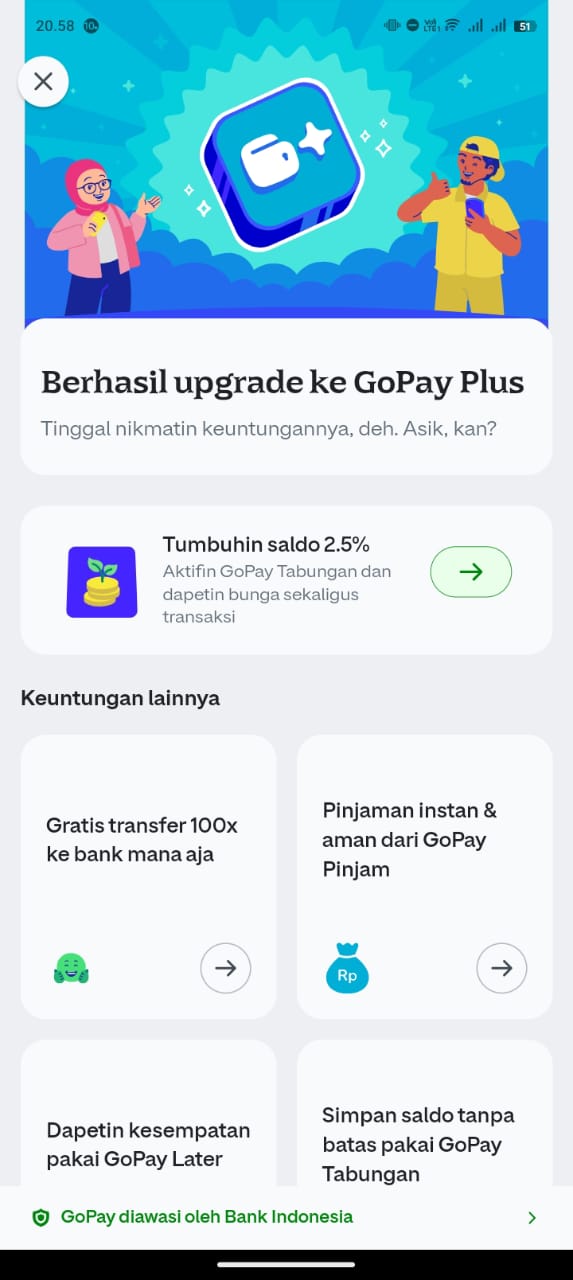 20.58
51
Berhasil upgrade ke GoPay Plus
Tinggal nikmatin keuntungannya, deh. Asik, kan?
Tumbuhin saldo 2.5%
Aktifin GoPay Tabungan dan
dapetin bunga sekaligus
transaksi
Keuntungan lainnya
Gratis transfer 100x
ke bank mana aja
Pinjaman instan &
aman dari GoPay
Pinjam
Rp
Dapetin kesempatan
pakai GoPay Later
Simpan saldo tanpa
batas pakai GoPay
Tabungan
GoPay diawasi oleh Bank Indonesia